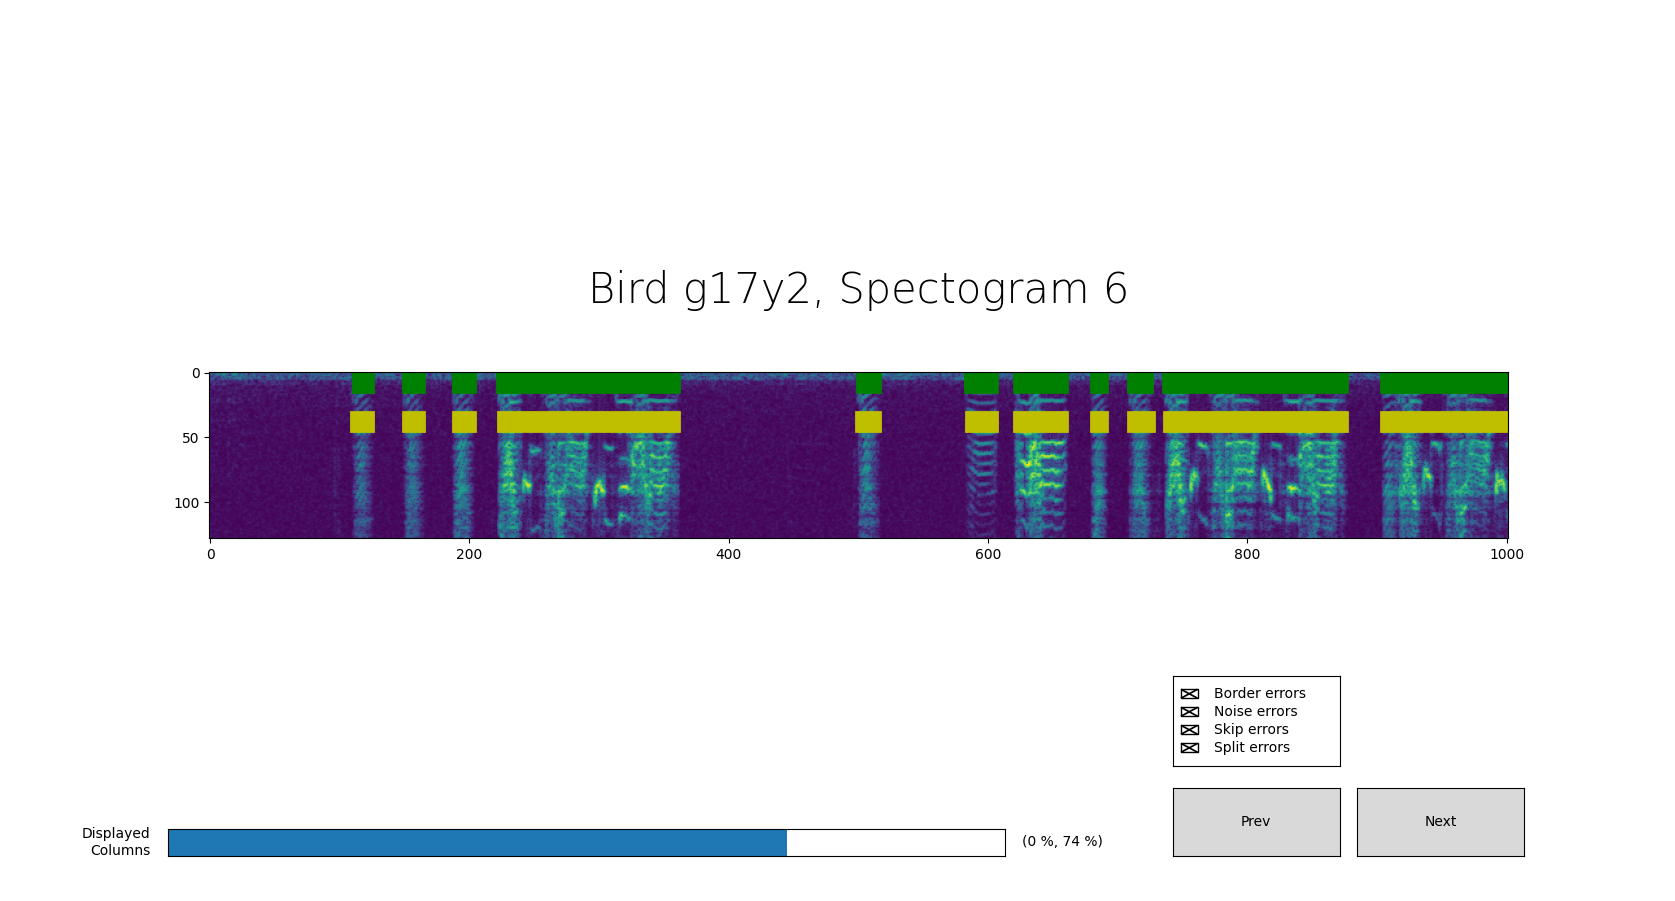 Bird g17y2, Spectogram 6
0
50
100
0 200 400 600 800 1000
Border errors
Noise errors
Skip errors
Split errors
Displayed
Columns
(0 %, 74 %)
Prev
Next